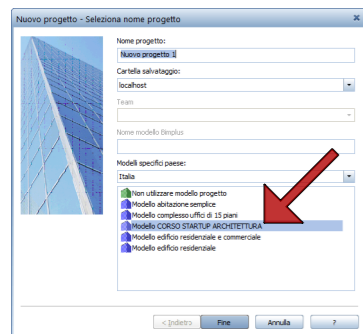 Nuovo progetto - Seleziona nome progetto
Nome progetto:
Nuovo progetto 1
Cartella salvataggio:
localhost
Team
Nome modello Bimplus
Modelli specifici paese:
Italia
Non utilizzare modello progetto
Modello abitazione semplice
Modello complesso uffici di 15 piani
Modello CORSO STARTUP ARCHITETTURA
Modello edificio residenziale e commerciale
Modello edificio residenziale
< Indietro Fine Annulla ?